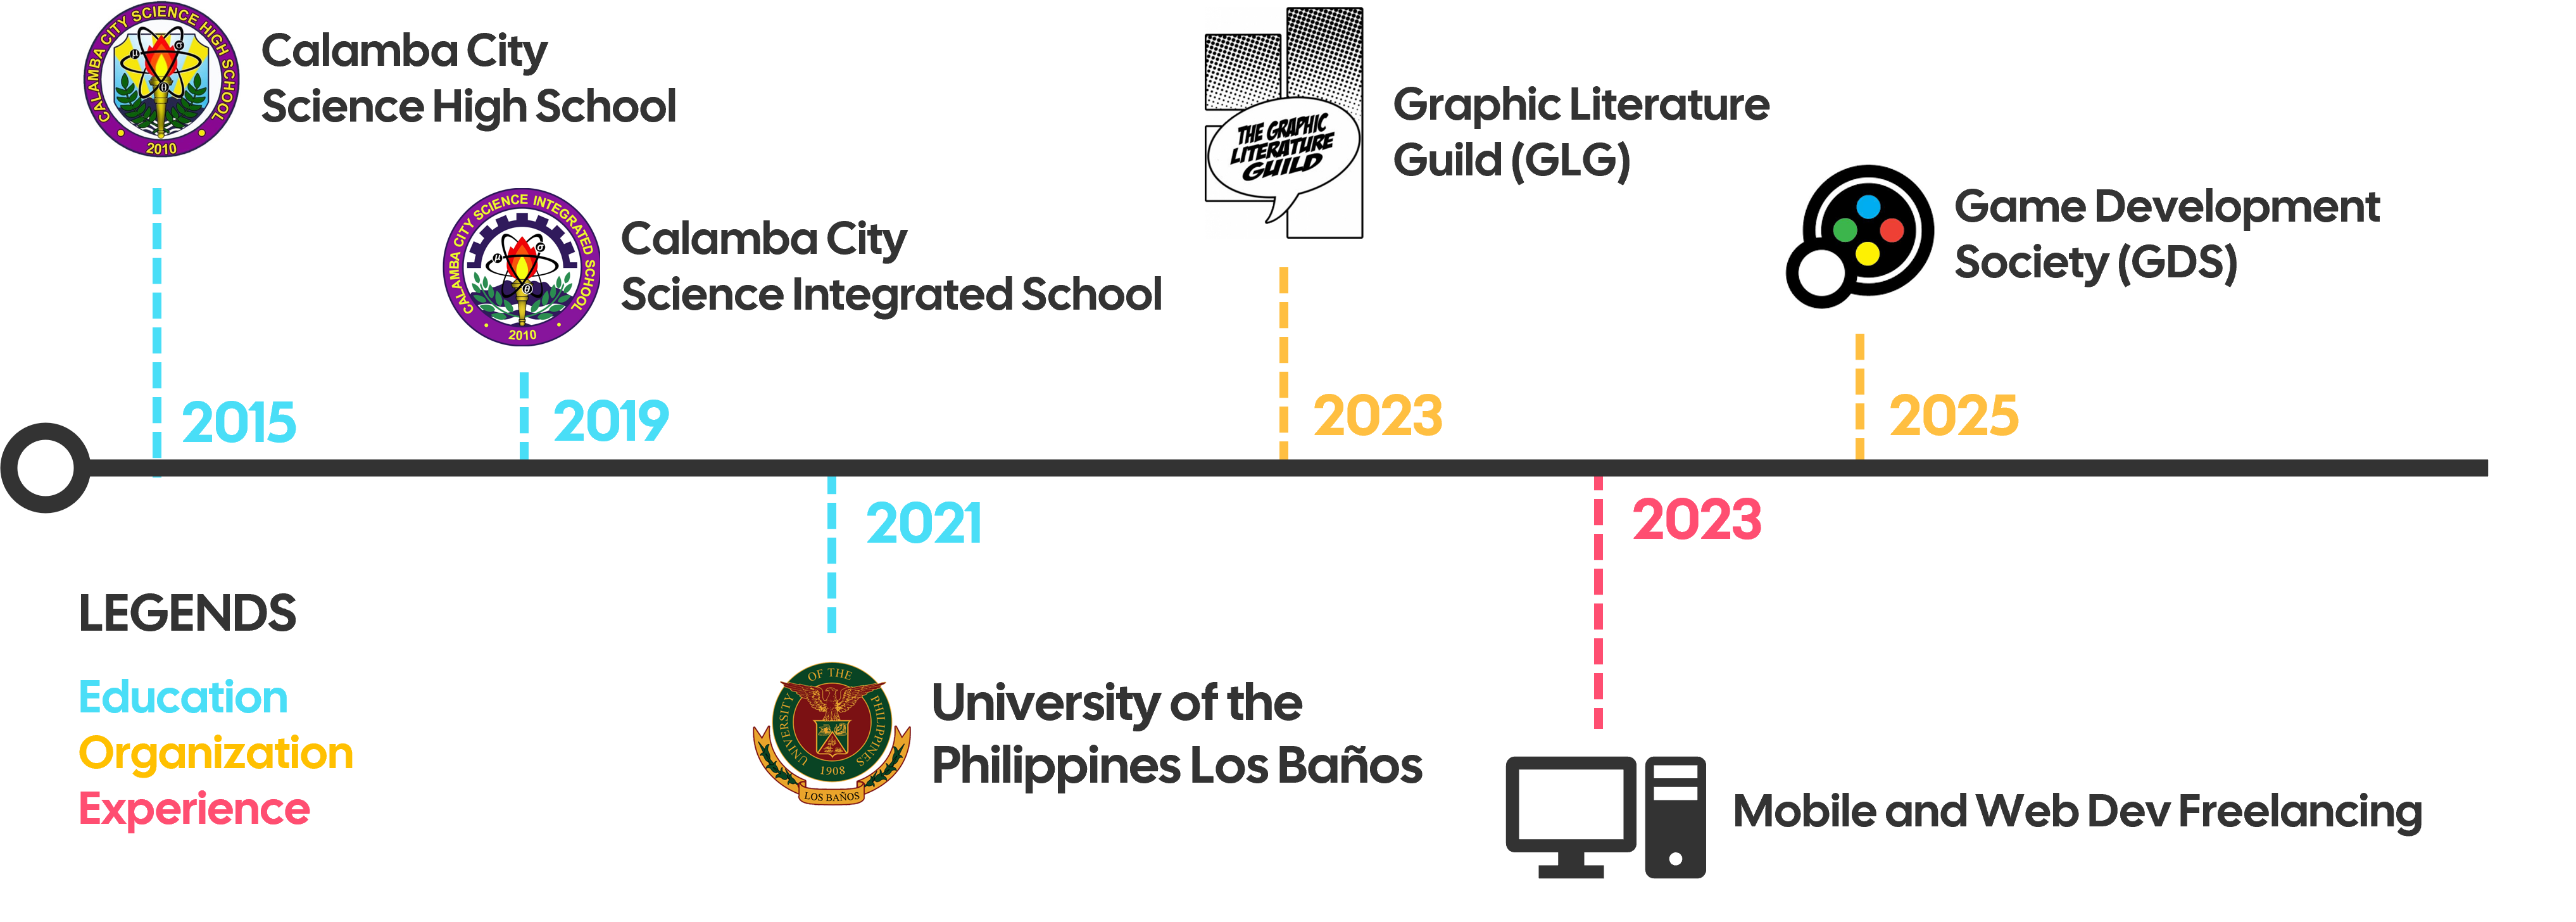 CALAMBA CITY SCIENCE HIGH SCHOOL
μ
σ
θ
2010
Calamba City
Science High School
2015
CALAMBA CITY SCIENCE INTEGRATED SCHOOL
μ
σ
θ
2010
Calamba City
Science Integrated School
2019
UNIVERSITY OF THE PHILIPPINES
1908
LOS BAÑOS
University of the
Philippines Los Baños
2021
THE GRAPHIC
LITERATURE
GUILD
Graphic Literature
Guild (GLG)
2023
Mobile and Web Dev Freelancing
2023
Game Development
Society (GDS)
2025
LEGENDS
Education
Organization
Experience